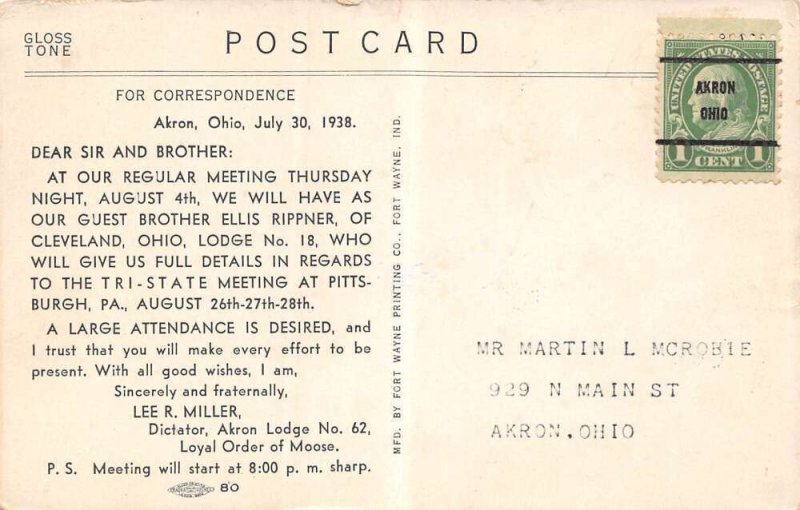 GLOSS
TONE
POST CARD
FOR CORRESPONDENCE
Akron, Ohio, July 30, 1938.
DEAR SIR AND BROTHER:
AT OUR REGULAR MEETING THURSDAY
NIGHT, AUGUST 4th, WE WILL HAVE AS
OUR GUEST BROTHER ELLIS RIPPNER, OF
CLEVELAND, OHIO, LODGE No. 18, WHO
WILL GIVE US FULL DETAILS IN REGARDS
TO THE TRI-STATE MEETING AT PITTS-
BURGH, PA., AUGUST 26th-27th-28th.
A LARGE ATTENDANCE IS DESIRED, and
I trust that you will make every effort to be
present. With all good wishes, I am,
Sincerely and fraternally,
LEE R. MILLER,
Dictator, Akron Lodge No. 62,
Loyal Order of Moose.
P. S. Meeting will start at 8:00 p. m. sharp.
80
MFD. BY FORT WAYNE PRINTING CO., FORT WAYNE, IND.
UNITED STATES POSTAGE
AKRON
OHIO
FRANKLIN
1 CENT 1
MR MARTIN L MCROBIE
929 N MAIN ST
AKRON,OHIO